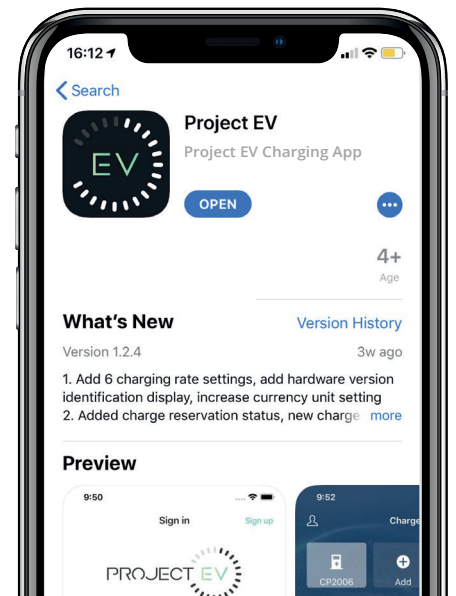 16:12
Search
EV
Project EV
Project EV Charging App
OPEN
4+
Age
What's New
Version History
Version 1.2.4
3w ago
1. Add 6 charging rate settings, add hardware version
identification display, increase currency unit setting
2. Added charge reservation status, new charge more
Preview
9:50
Sign in
Sign up
PROJECT EV
9:52
Charge
CP2006
Add